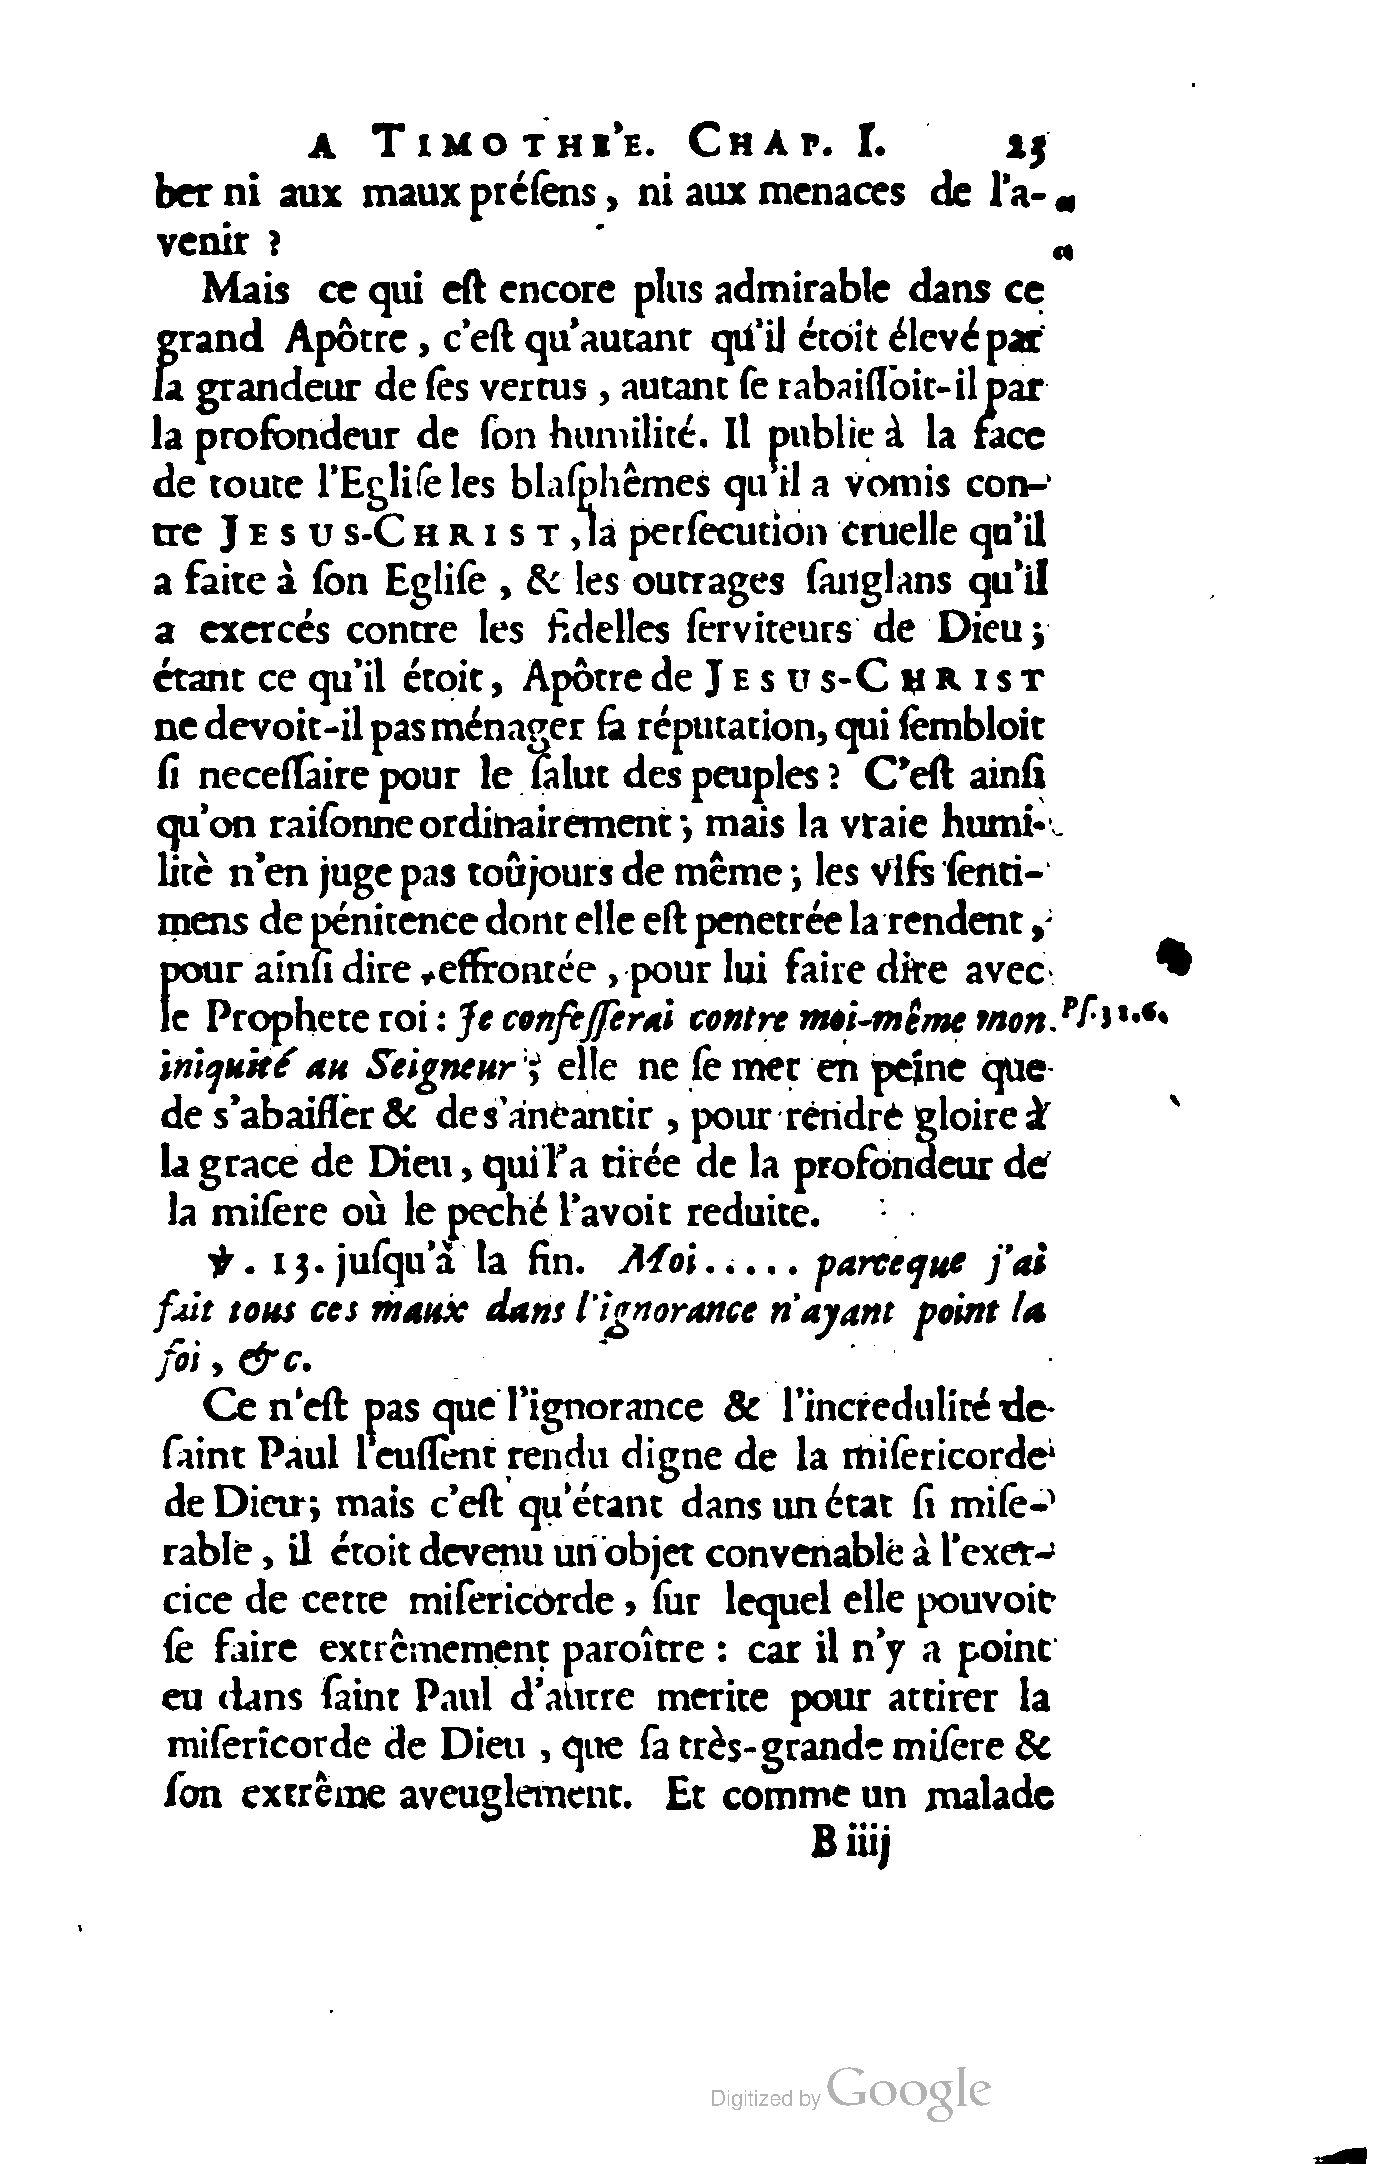 A TIMOTHE'E. CHAP. I. 25
ber ni aux maux préſens, ni aux menaces de l'a- «
venir ? «
Mais ce qui eſt encore plus admirable dans ce
grand Apôtre, c'eſt qu'autant qu'il étoit élevé par
la grandeur de ſes vertus, autant ſe rabaiſſoit-il par
la profondeur de ſon humilité. Il publie à la face
de toute l'Egliſe les blaſphêmes qu'il a vomis con-
tre JESUS-CHRIST, la perſecution cruelle qu'il
a faite à ſon Egliſe, & les outrages ſanglans qu'il
a exercés contre les fidelles ſerviteurs de Dieu;
étant ce qu'il étoit, Apôtre de JESUS-CHRIST
ne devoit-il pas ménager ſa réputation, qui ſembloit
ſi neceſſaire pour le ſalut des peuples? C'eſt ainſi
qu'on raiſonne ordinairement; mais la vraie humi-
litè n'en juge pas toûjours de même; les vifs ſenti-
mens de pénitence dont elle eſt penetrée la rendent,
pour ainſi dire, effrontée, pour lui faire dire avec
le Prophete roi: Je confeſſerai contre moi-même mon Pſ. 31. 6.
iniquité au Seigneur; elle ne ſe met en peine que
de s'abaiſſer & de s'anéantir, pour rendre gloire à
la grace de Dieu, qui l'a tirée de la profondeur de
la miſere où le peché l'avoit reduite.
℣. 13. juſqu'à la fin. Moi..... parceque j'ai
fait tous ces maux dans l'ignorance n'ayant point la
foi, &c.
Ce n'eſt pas que l'ignorance & l'incredulité de
ſaint Paul l'euſſent rendu digne de la miſericorde
de Dieu; mais c'eſt qu'étant dans un état ſi miſe-
rable, il étoit devenu un objet convenable à l'exer-
cice de cette miſericorde, ſur lequel elle pouvoit
ſe faire extrêmement paroître: car il n'y a point
eu dans ſaint Paul d'autre merite pour attirer la
miſericorde de Dieu, que ſa très-grande miſere &
ſon extrême aveuglement. Et comme un malade
B iiij
Digitized by Google